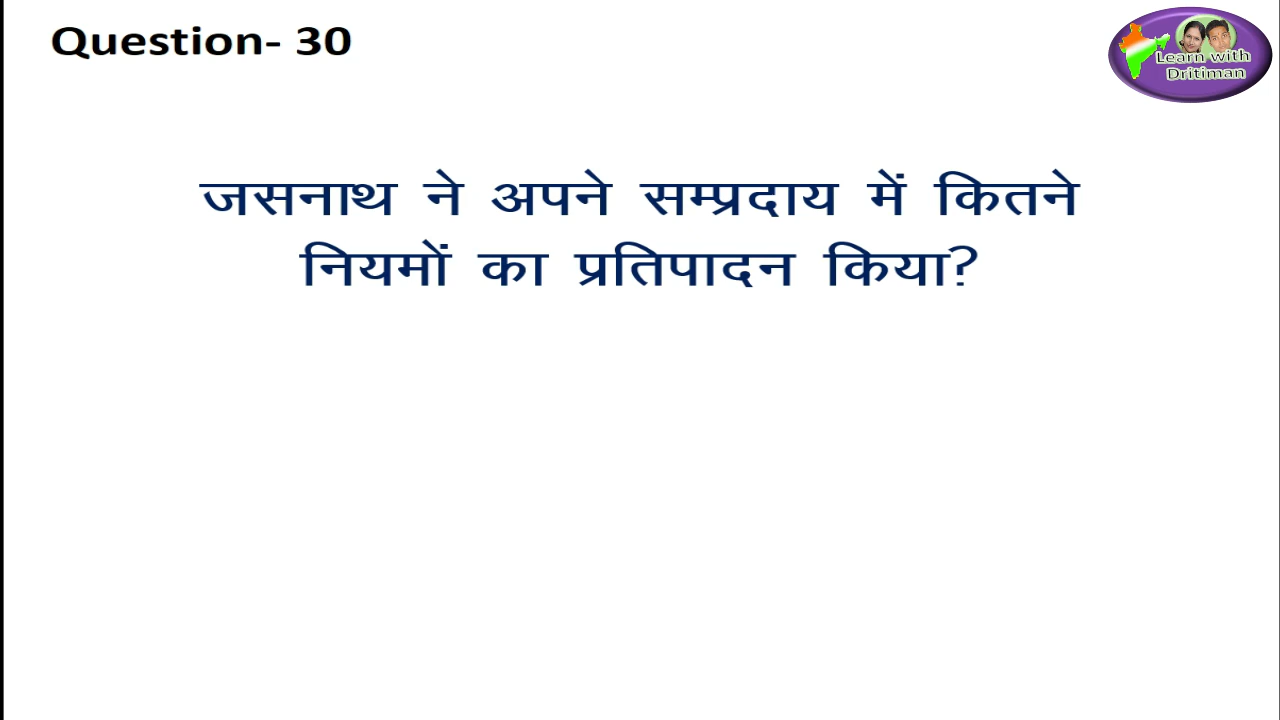 Question- 30
Learn with
Dritiman
जसनाथ ने अपने सम्प्रदाय में कितने
नियमों का प्रतिपादन किया?